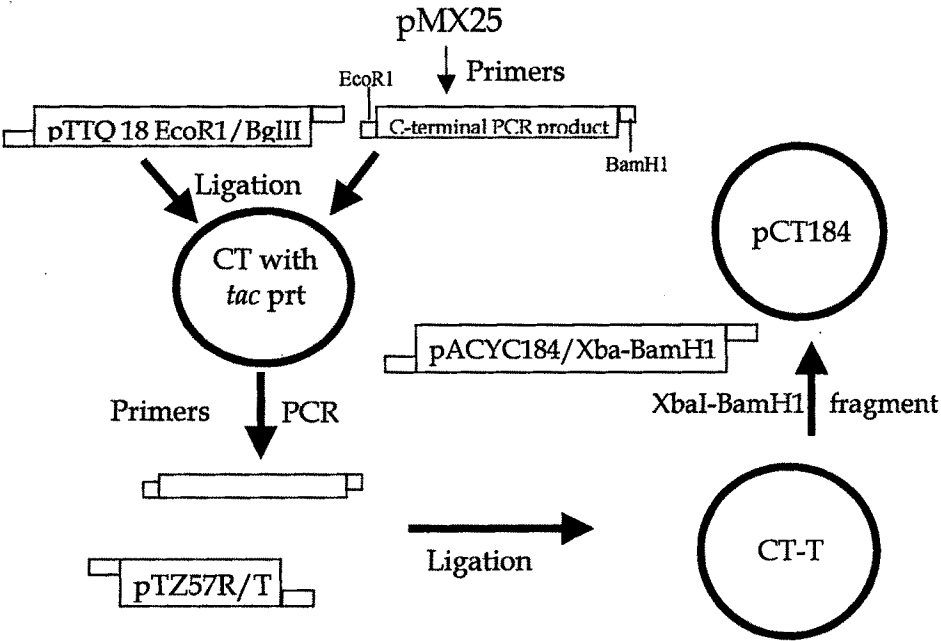 pMX25
EcoR1
Primers
pTTQ 18 EcoR1/BglII
C-terminal PCR product
BamH1
Ligation
CT with
tac prt
pCT184
pACYC184/Xba-BamH1
Primers PCR
XbaI-BamH1 fragment
pTZ57R/T
Ligation
CT-T